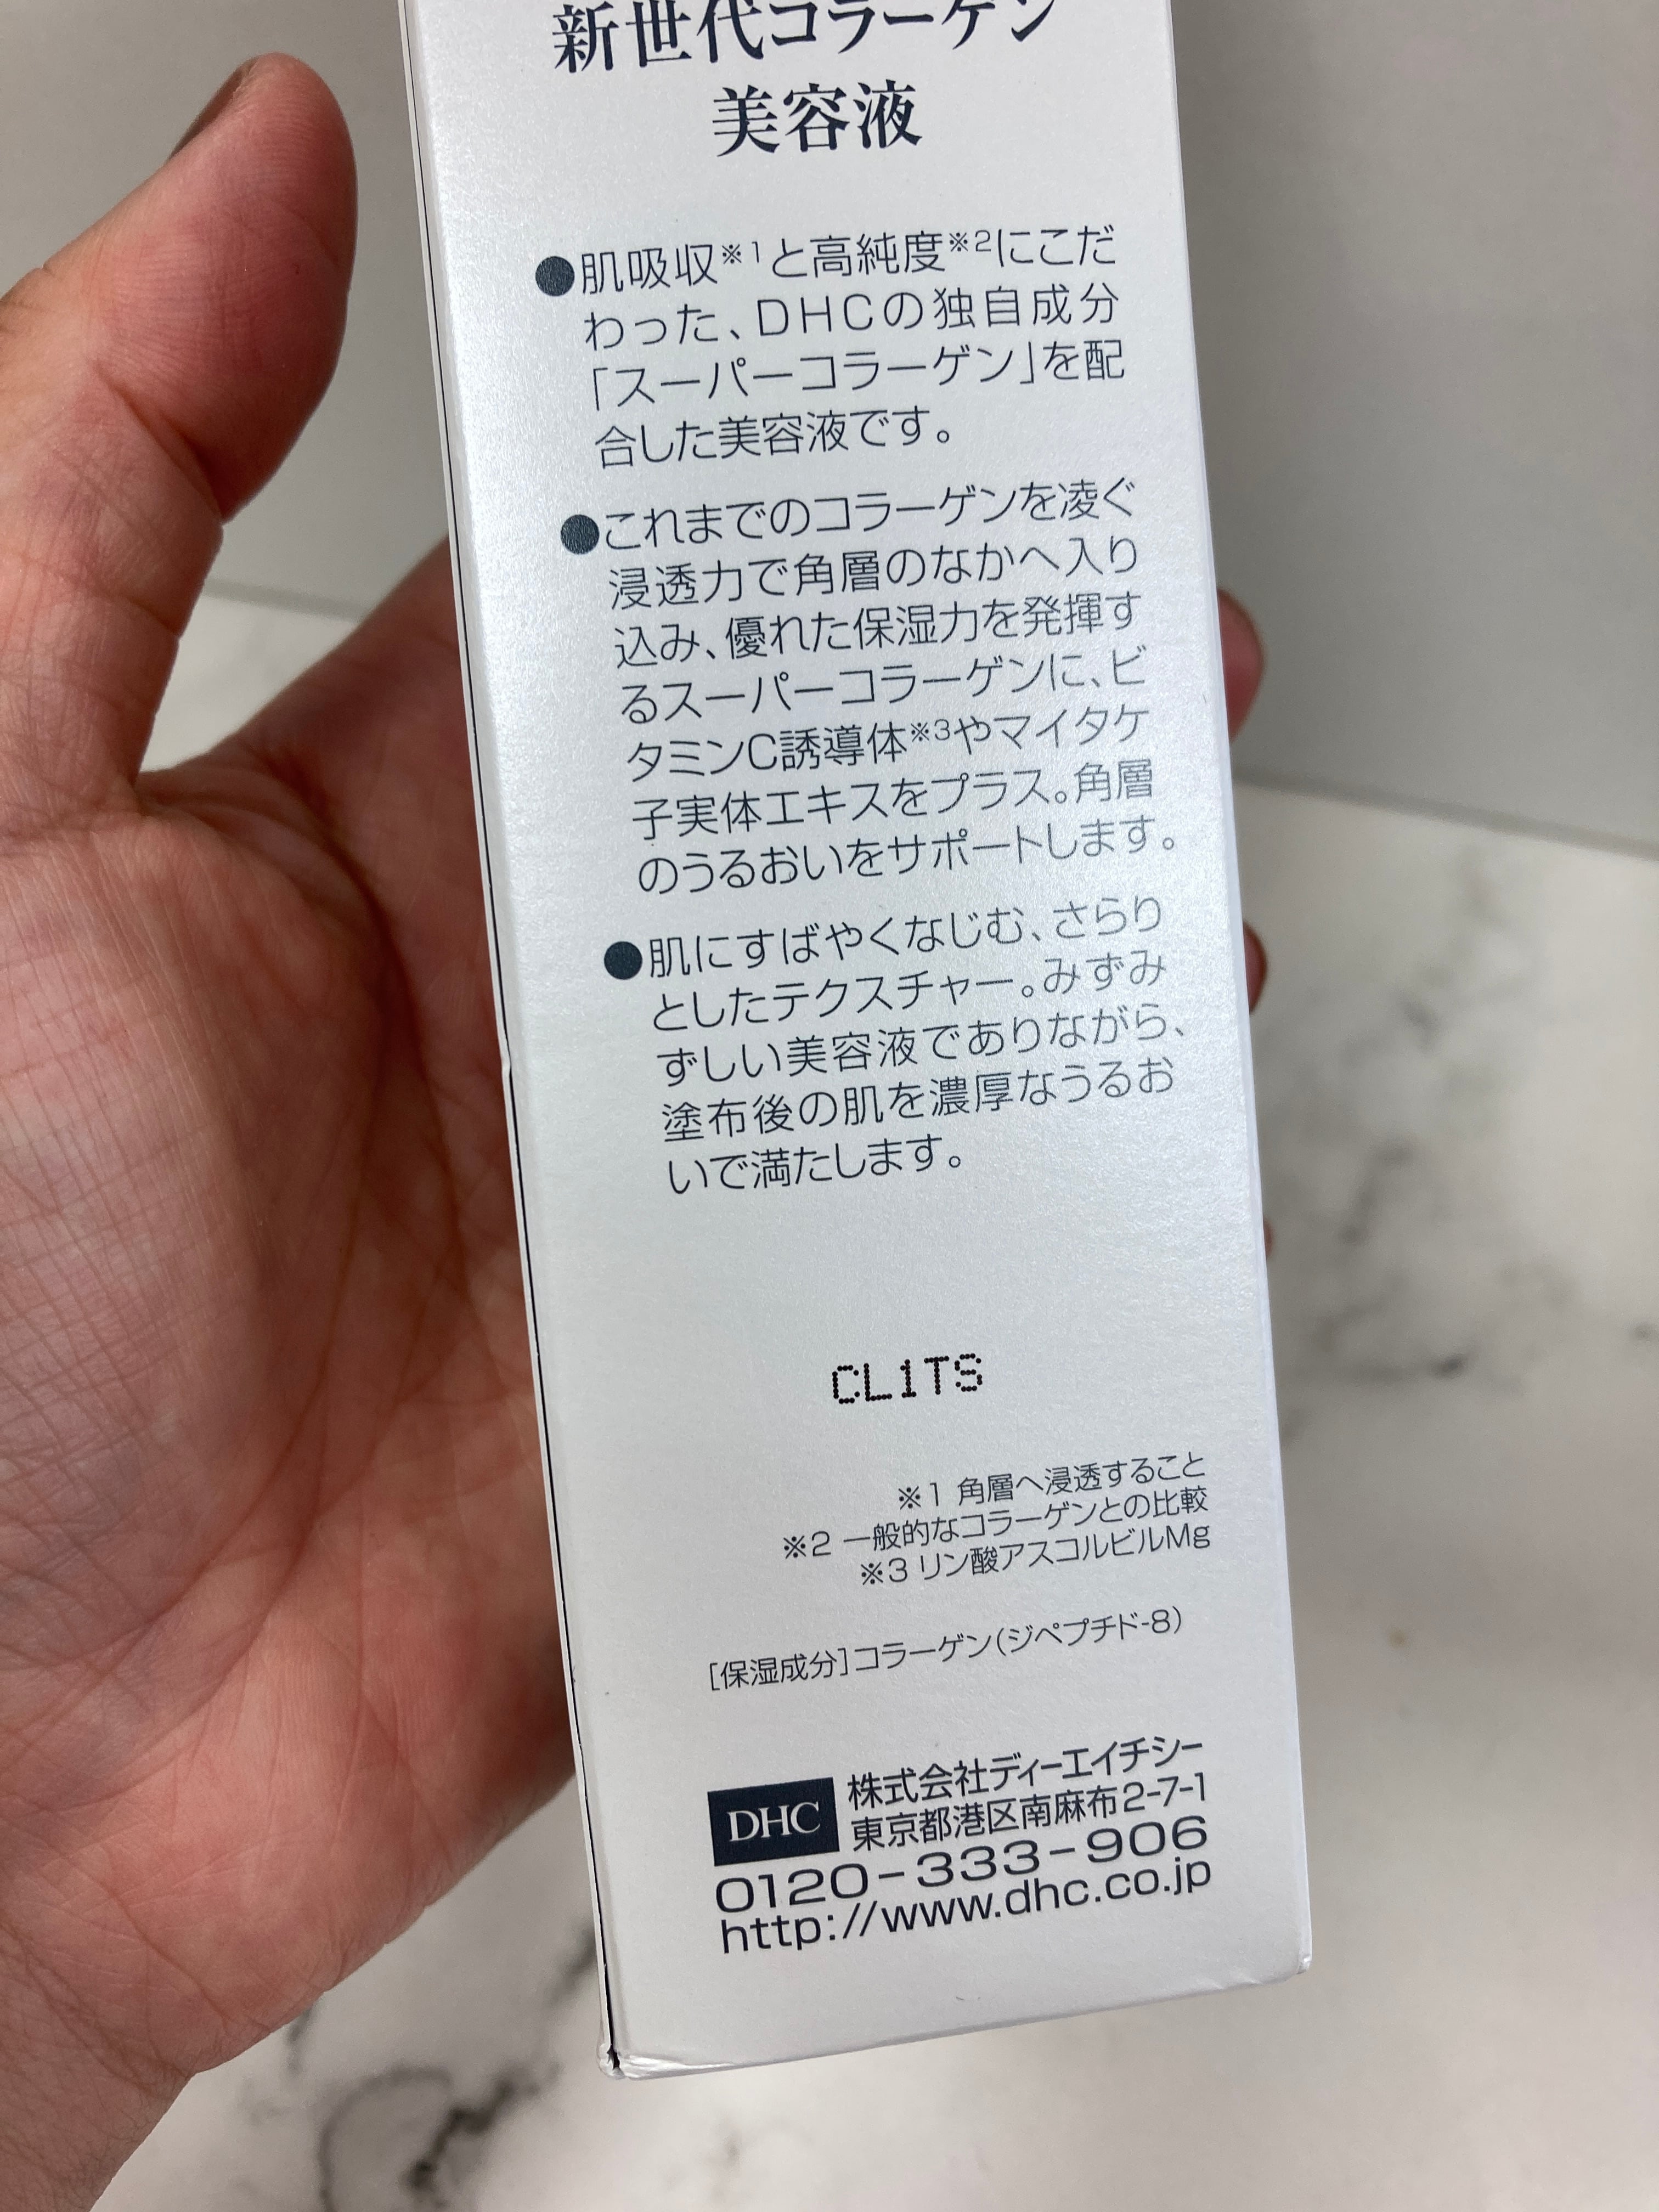 新世代コラーゲン
美容液
●肌吸収※1と高純度※2にこだ
わった、DHCの独自成分
「スーパーコラーゲン」を配
合した美容液です。
●これまでのコラーゲンを凌ぐ
浸透力で角層のなかへ入り
込み、優れた保湿力を発揮す
るスーパーコラーゲンに、ビ
タミンC誘導体※3やマイタケ
子実体エキスをプラス。角層
のうるおいをサポートします。
●肌にすばやくなじむ、さらり
としたテクスチャー。みずみ
ずしい美容液でありながら、
塗布後の肌を濃厚なうるお
いで満たします。
CL1TS
※1 角層へ浸透すること
※2 一般的なコラーゲンとの比較
※3 リン酸アスコルビルMg
[保湿成分]コラーゲン(ジペプチド-8)
DHC
株式会社ディーエイチシー
東京都港区南麻布2-7-1
0120-333-906
http://www.dhc.co.jp